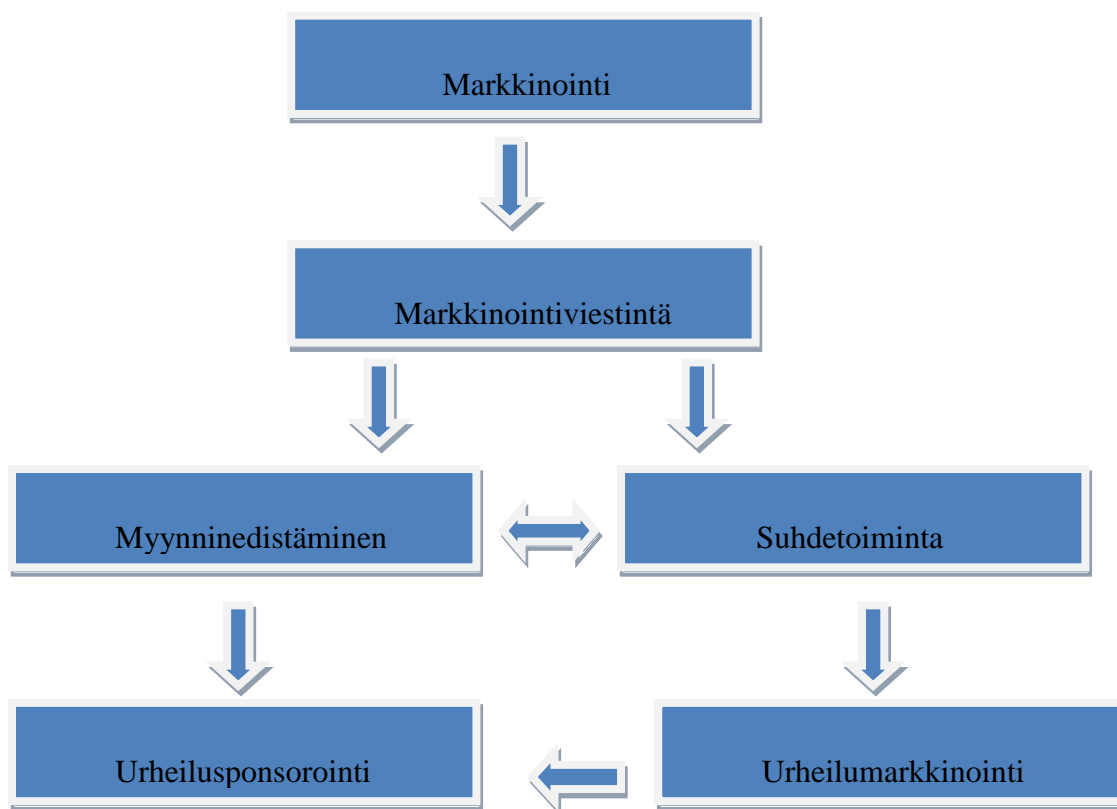 Markkinointi
Markkinointiviestintä
Myynninedistäminen
Suhdetoiminta
Urheilusponsorointi
Urheilumarkkinointi